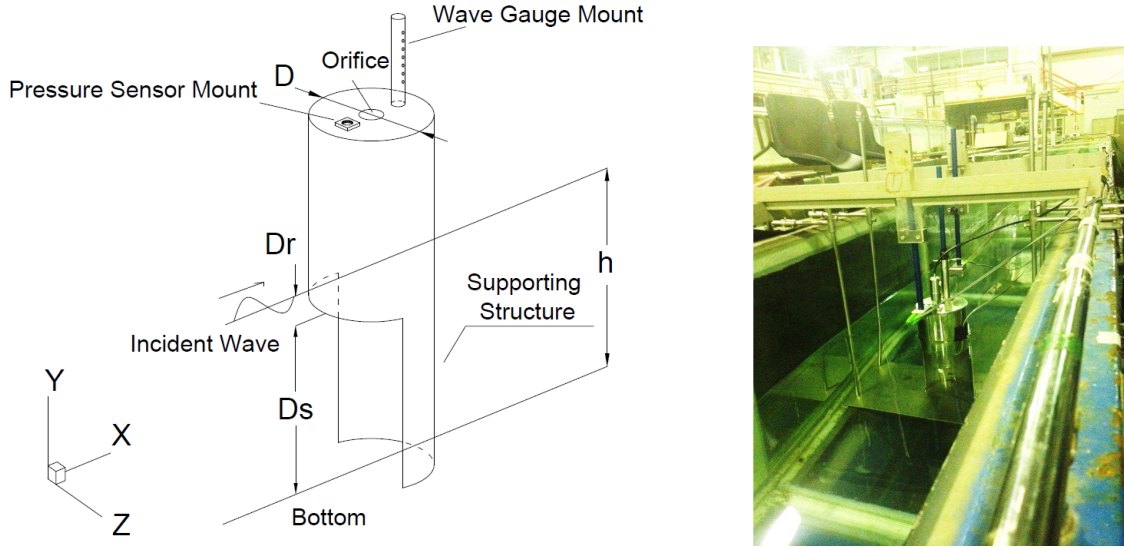 Wave Gauge Mount
Orifice
D
Pressure Sensor Mount
Dr
h
Supporting
Structure
Incident Wave
Y
Ds
X
Z
Bottom